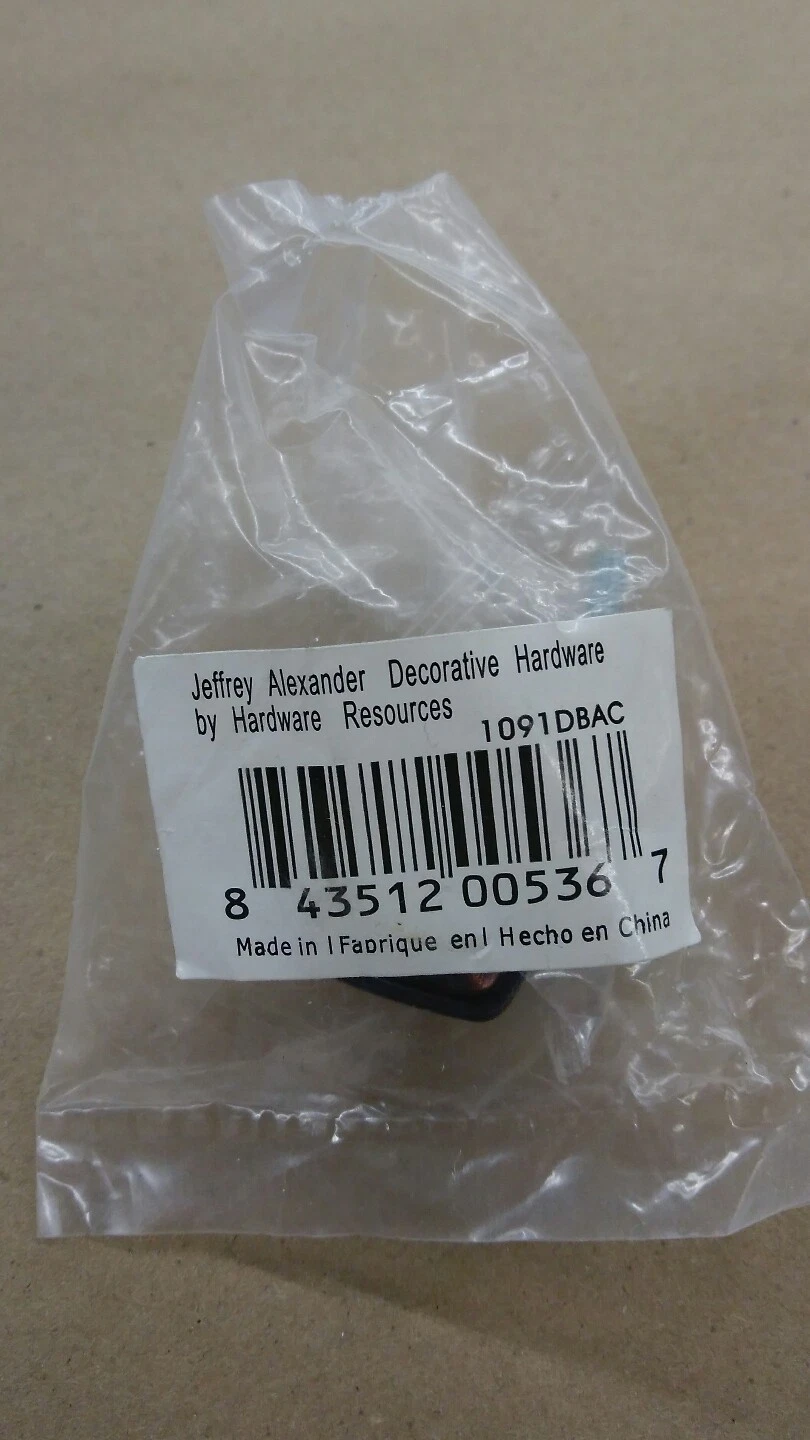 Jeffrey Alexander Decorative Hardware
by Hardware Resources
1091DBAC
8 43512 00536 7
Made in | Fabrique en | Hecho en China